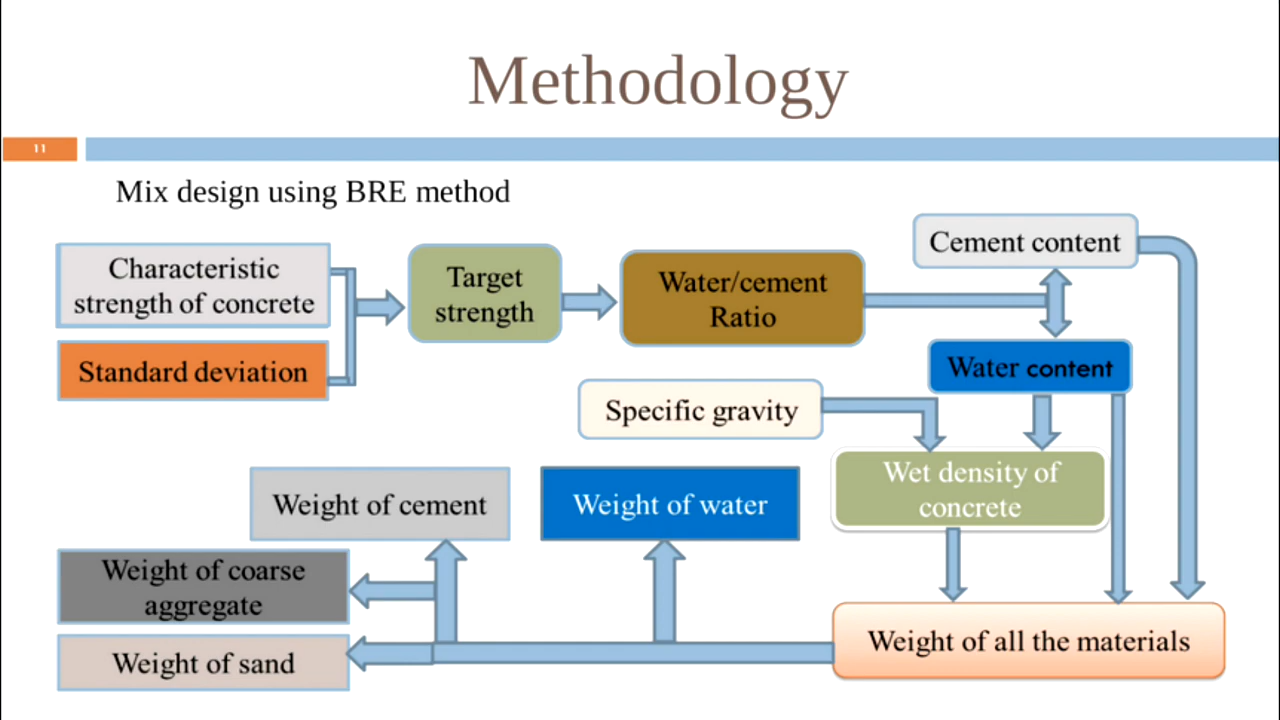 Methodology
11
Mix design using BRE method
Characteristic
strength of concrete
Standard deviation
Target
strength
Water/cement
Ratio
Cement content
Water content
Specific gravity
Wet density of
concrete
Weight of cement
Weight of water
Weight of coarse
aggregate
Weight of sand
Weight of all the materials